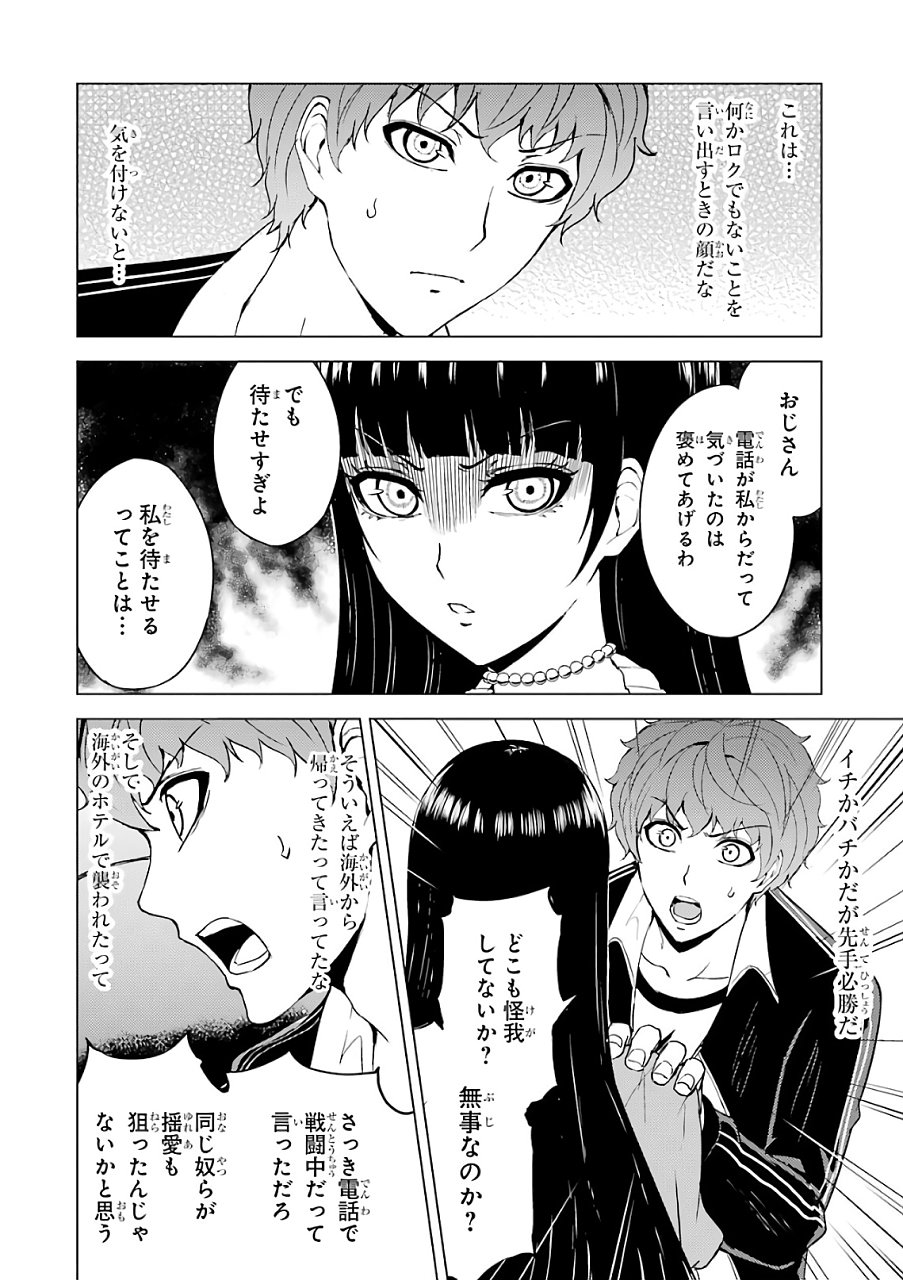 これは…
何かロクでもないことを
言い出すときの顔だな
気を付けないと…
おじさん
電話が私からだって
気づいたのは
褒めてあげるわ
でも
待たせすぎよ
私を待たせる
ってことは…
イチかバチかだが先手必勝だ
どこも怪我
してないか?
無事なのか?
そういえば海外から
帰ってきたって言ってたな
そして
海外のホテルで襲われたって
さっき電話で
戦闘中だって
言っただろ
同じ奴らが
揺愛も
狙ったんじゃ
ないかと思う